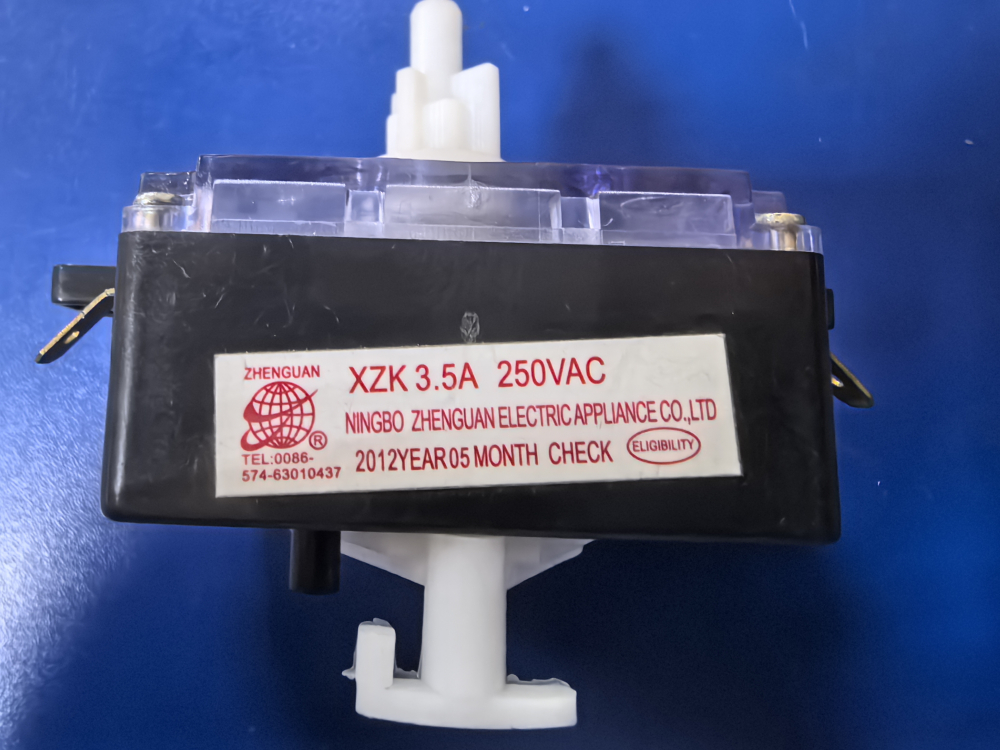 ZHENGUAN
®
TEL:0086-
574-63010437
XZK 3.5A 250VAC
NINGBO ZHENGUAN ELECTRIC APPLIANCE CO.,LTD
2012YEAR 05 MONTH CHECK ELIGIBILITY